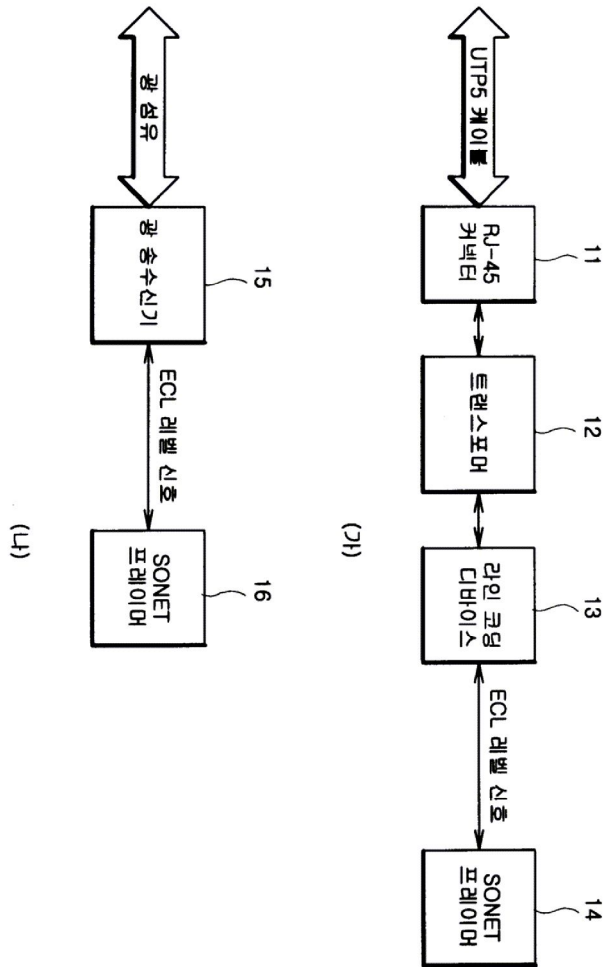 11
12
13
14
UTP5 케이블
RJ-45
커넥터
트랜스포머
라인 코딩
디바이스
ECL 레벨 신호
SONET
프레이머
(가)
15
16
광 섬유
광 송수신기
ECL 레벨 신호
SONET
프레이머
(나)